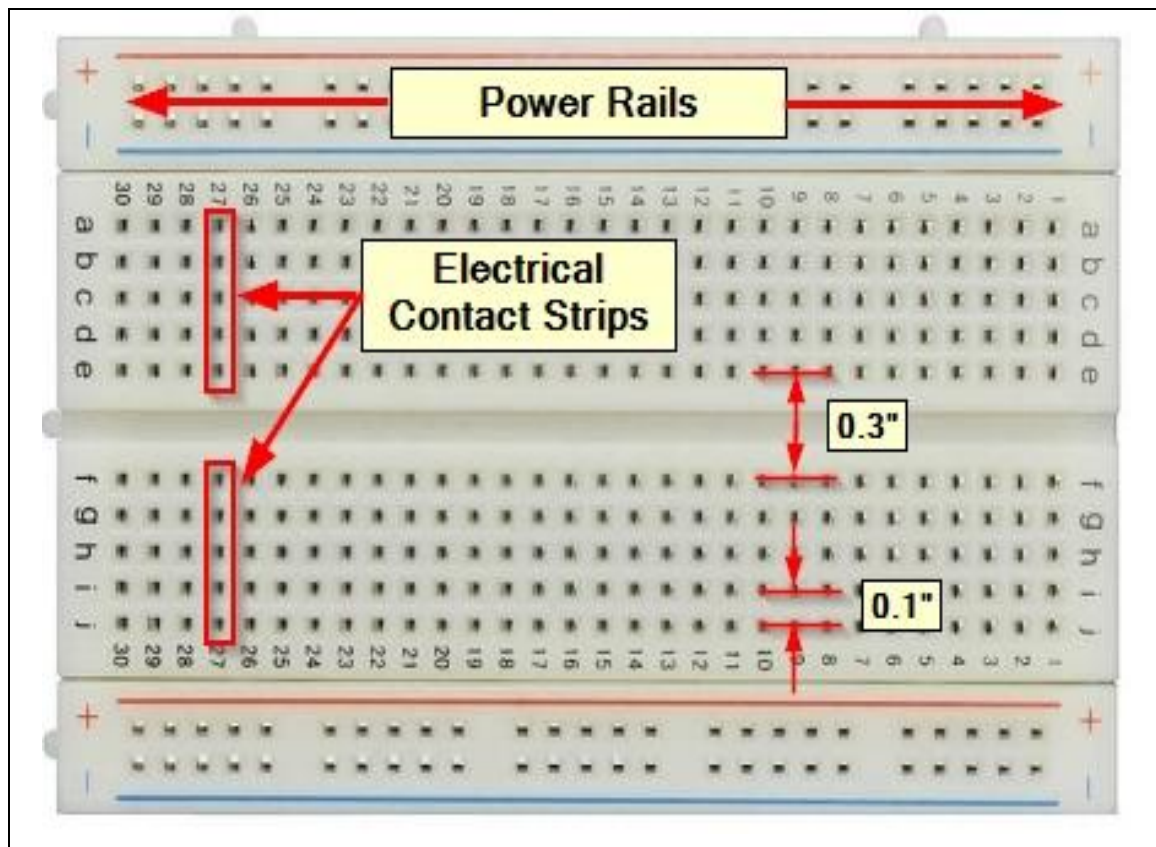 + +
Power Rails
− −
30 29 28 27 26 25 24 23 22 21 20 19 18 17 16 15 14 13 12 11 10 9 8 7 6 5 4 3 2 1
a a
b b
Electrical
c c
Contact Strips
d d
e e
0.3"
f f
g g
h h
i i
0.1"
j j
30 29 28 27 26 25 24 23 22 21 20 19 18 17 16 15 14 13 12 11 10 9 8 7 6 5 4 3 2 1
+ +
− −